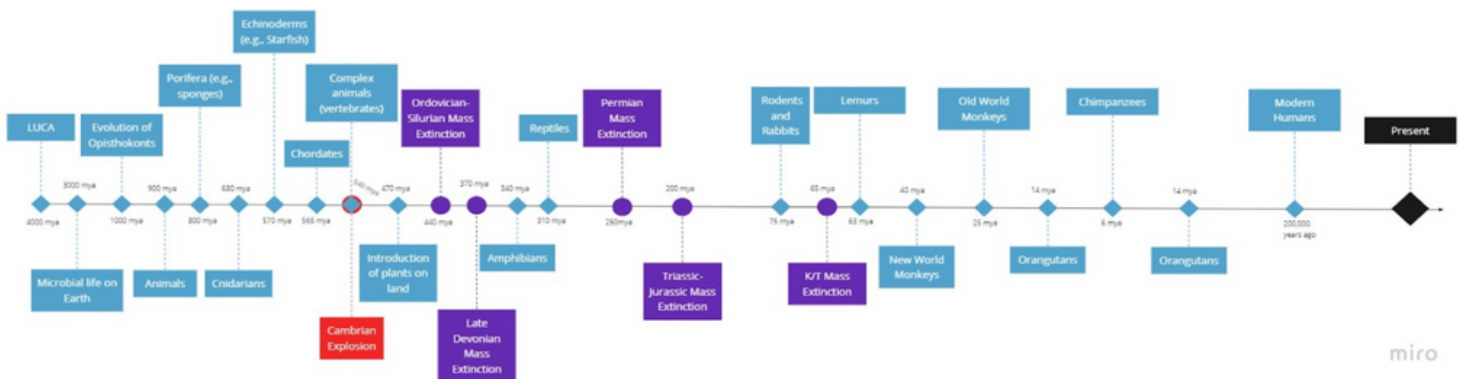 LUCA
4000 mya
3000 mya
Microbial life on
Earth
Evolution of
Opisthokonts
1000 mya
900 mya
Animals
Porifera (e.g.,
sponges)
800 mya
680 mya
Cnidarians
Echinoderms
(e.g., Starfish)
570 mya
Chordates
565 mya
Complex
animals
(vertebrates)
540 mya
Cambrian
Explosion
470 mya
Introduction
of plants on
land
Ordovician-
Silurian Mass
Extinction
440 mya
370 mya
Late
Devonian
Mass
Extinction
340 mya
Amphibians
Reptiles
310 mya
Permian
Mass
Extinction
250mya
200 mya
Triassic-
Jurassic Mass
Extinction
Rodents
and
Rabbits
75 mya
65 mya
K/T Mass
Extinction
Lemurs
63 mya
40 mya
New World
Monkeys
Old World
Monkeys
25 mya
14 mya
Orangutans
Chimpanzees
6 mya
14 mya
Orangutans
Modern
Humans
200,000
years ago
Present
miro